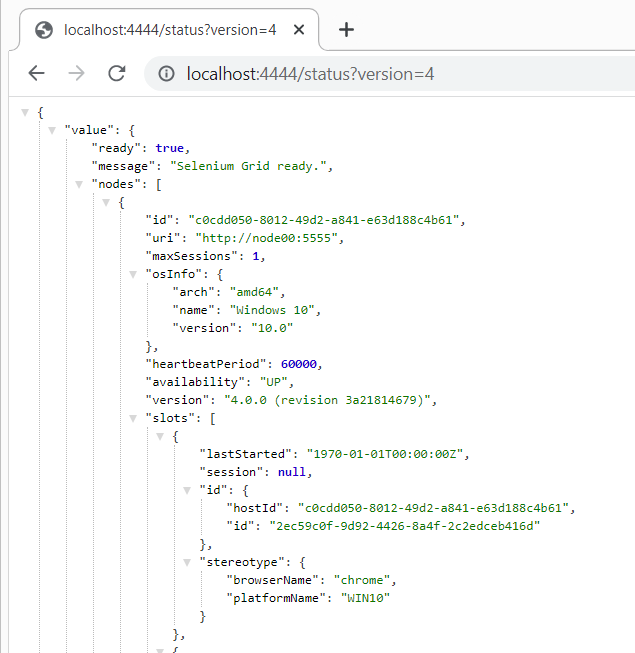 localhost:4444/status?version=4
localhost:4444/status?version=4
{
"value": {
"ready": true,
"message": "Selenium Grid ready.",
"nodes": [
{
"id": "c0cdd050-8012-49d2-a841-e63d188c4b61",
"uri": "http://node00:5555",
"maxSessions": 1,
"osInfo": {
"arch": "amd64",
"name": "Windows 10",
"version": "10.0"
},
"heartbeatPeriod": 60000,
"availability": "UP",
"version": "4.0.0 (revision 3a21814679)",
"slots": [
{
"lastStarted": "1970-01-01T00:00:00Z",
"session": null,
"id": {
"hostId": "c0cdd050-8012-49d2-a841-e63d188c4b61",
"id": "2ec59c0f-9d92-4426-8a4f-2c2edceb416d"
},
"stereotype": {
"browserName": "chrome",
"platformName": "WIN10"
}
},
{